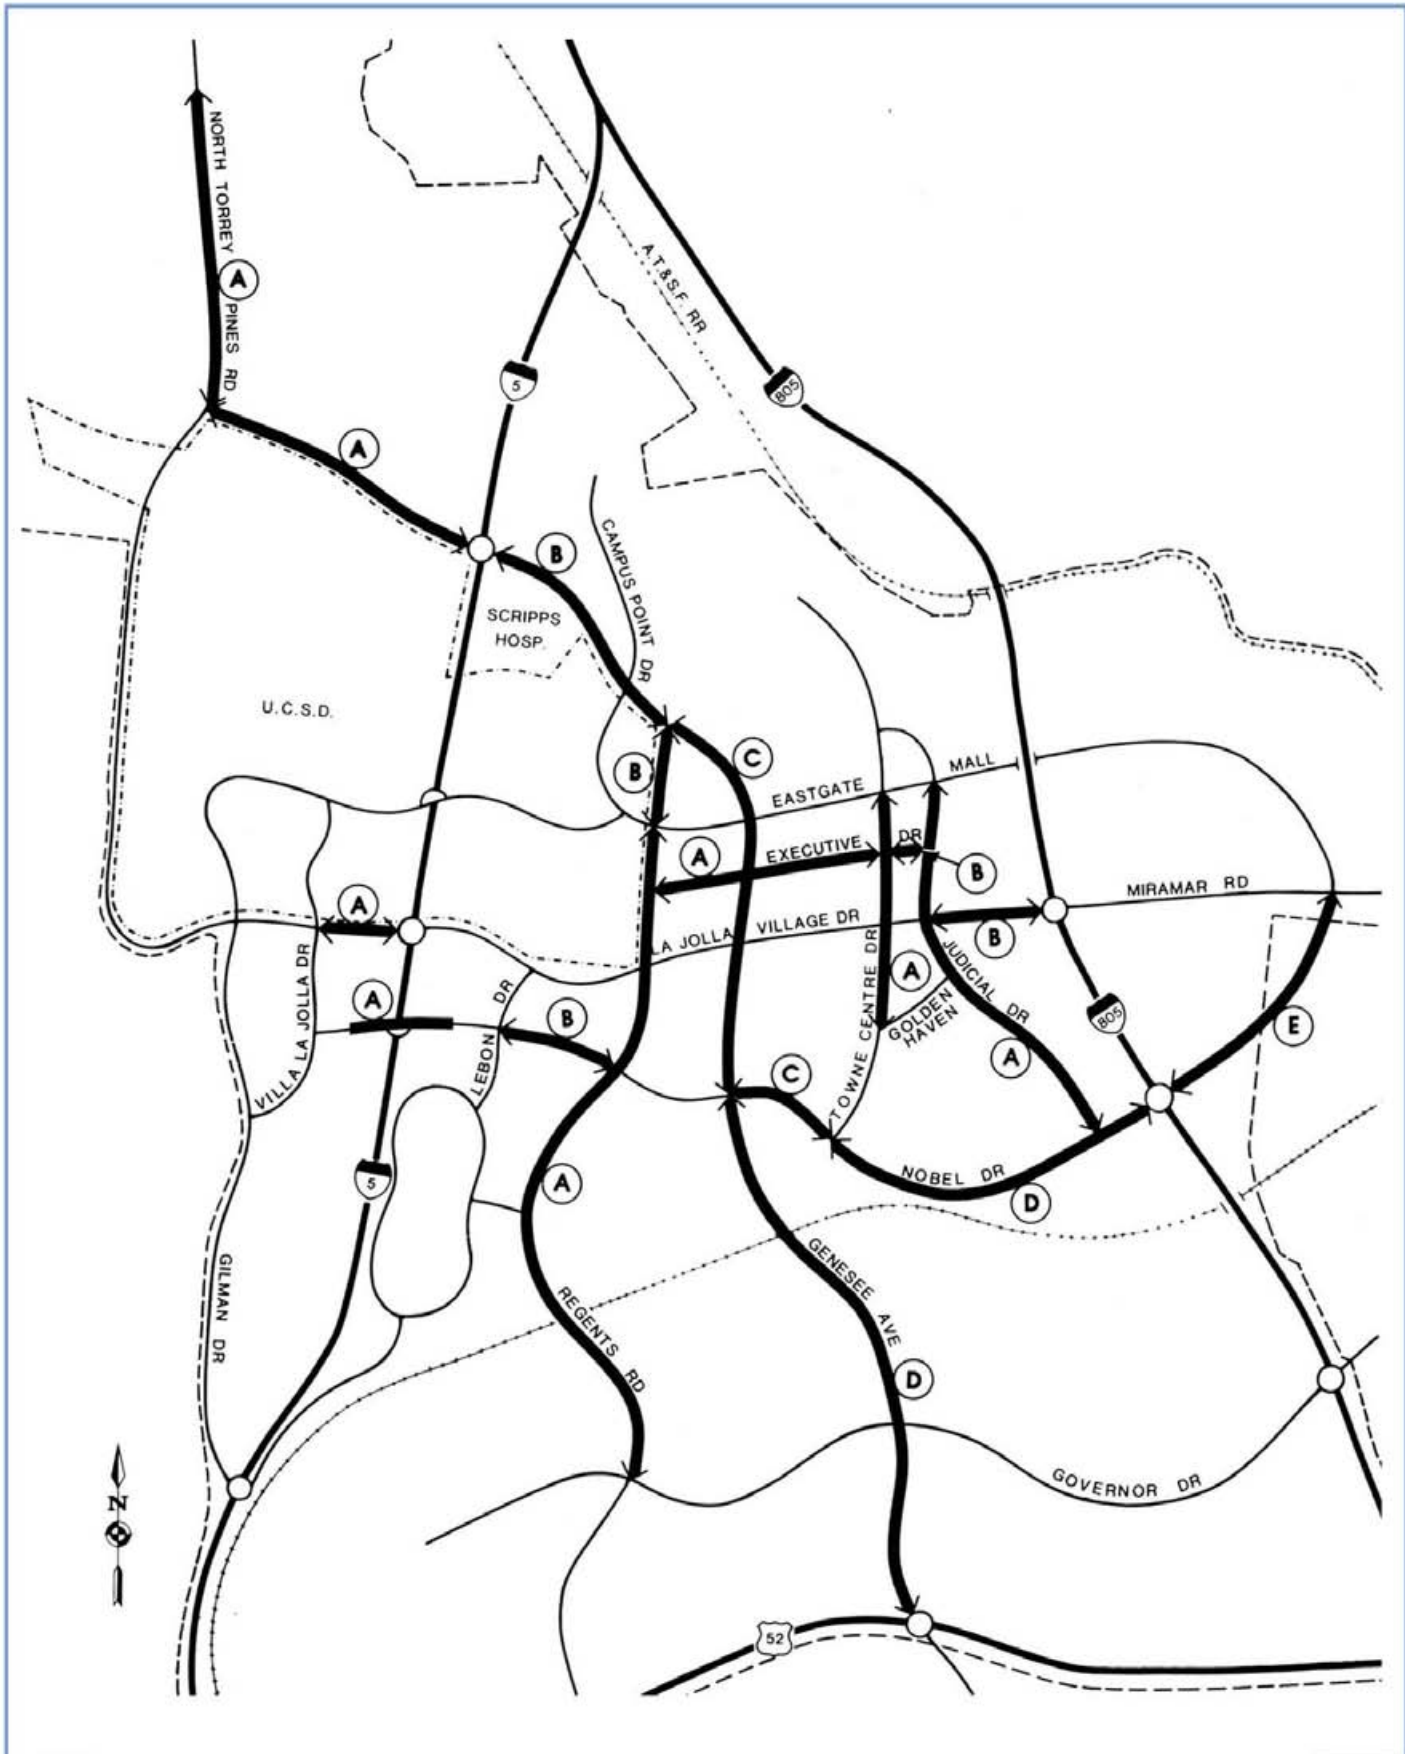 NORTH TORREY
A
PINES RD
A.T.&S.F. RR
5
805
A
B
CAMPUS POINT DR
SCRIPPS
HOSP.
U.C.S.D.
C
B
MALL
EASTGATE
DR
EXECUTIVE
A
B
MIRAMAR RD
A
VILLAGE DR
LA JOLLA
B
A
JUDICIAL DR
VILLA LA JOLLA DR
A
DR
LEBON
B
TOWNE CENTRE DR
GOLDEN
HAVEN
805
E
A
C
NOBEL DR
D
5
A
GILMAN DR
GENESEE AVE
REGENTS RD
D
GOVERNOR DR
N
52